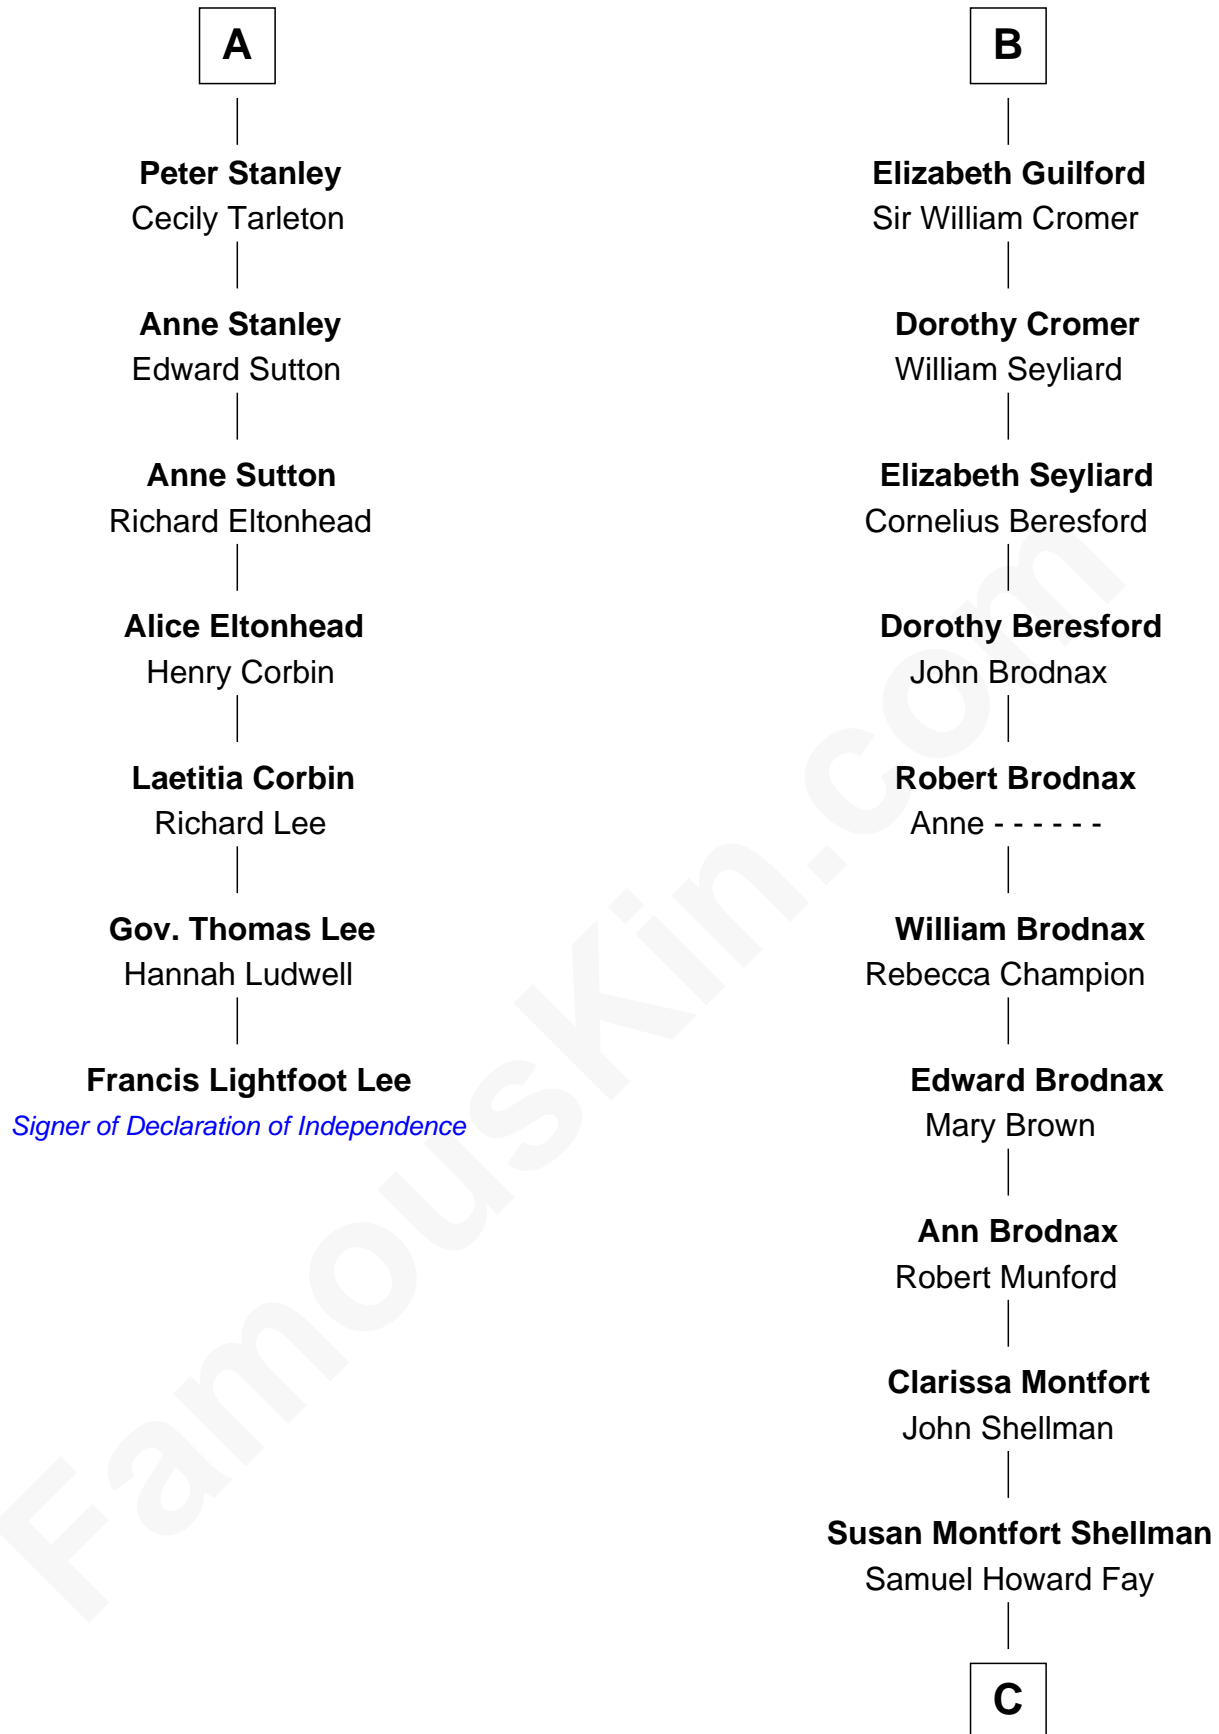 A
Peter Stanley
Cecily Tarleton
Anne Stanley
Edward Sutton
Anne Sutton
Richard Eltonhead
Alice Eltonhead
Henry Corbin
Laetitia Corbin
Richard Lee
Gov. Thomas Lee
Hannah Ludwell
Francis Lightfoot Lee
Signer of Declaration of Independence
B
Elizabeth Guilford
Sir William Cromer
Dorothy Cromer
William Seyliard
Elizabeth Seyliard
Cornelius Beresford
Dorothy Beresford
John Brodnax
Robert Brodnax
Anne - - - - - -
William Brodnax
Rebecca Champion
Edward Brodnax
Mary Brown
Ann Brodnax
Robert Munford
Clarissa Montfort
John Shellman
Susan Montfort Shellman
Samuel Howard Fay
C
FamousKin.com